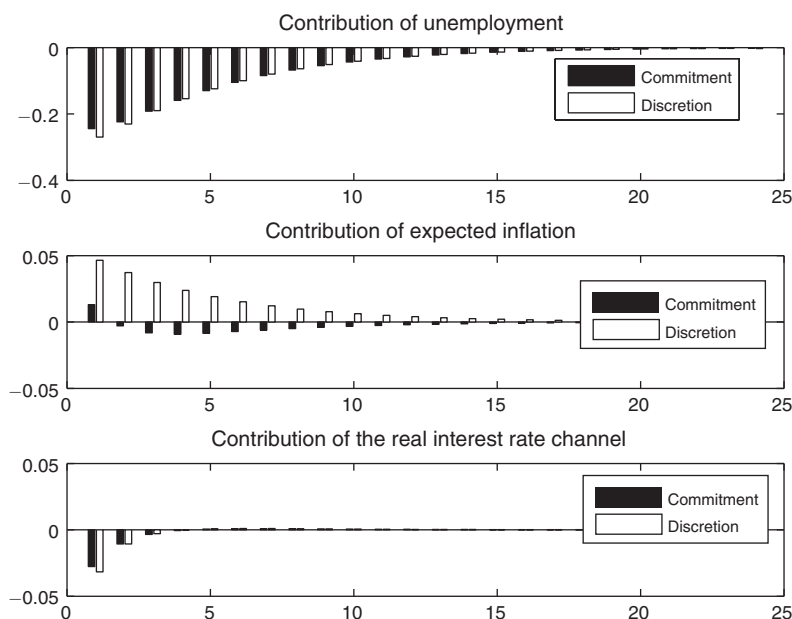 Contribution of unemployment
0
−0.2
−0.4
0 5 10 15 20 25
Commitment
Discretion
Contribution of expected inflation
0.05
0
−0.05
0 5 10 15 20 25
Commitment
Discretion
Contribution of the real interest rate channel
0.05
0
−0.05
0 5 10 15 20 25
Commitment
Discretion